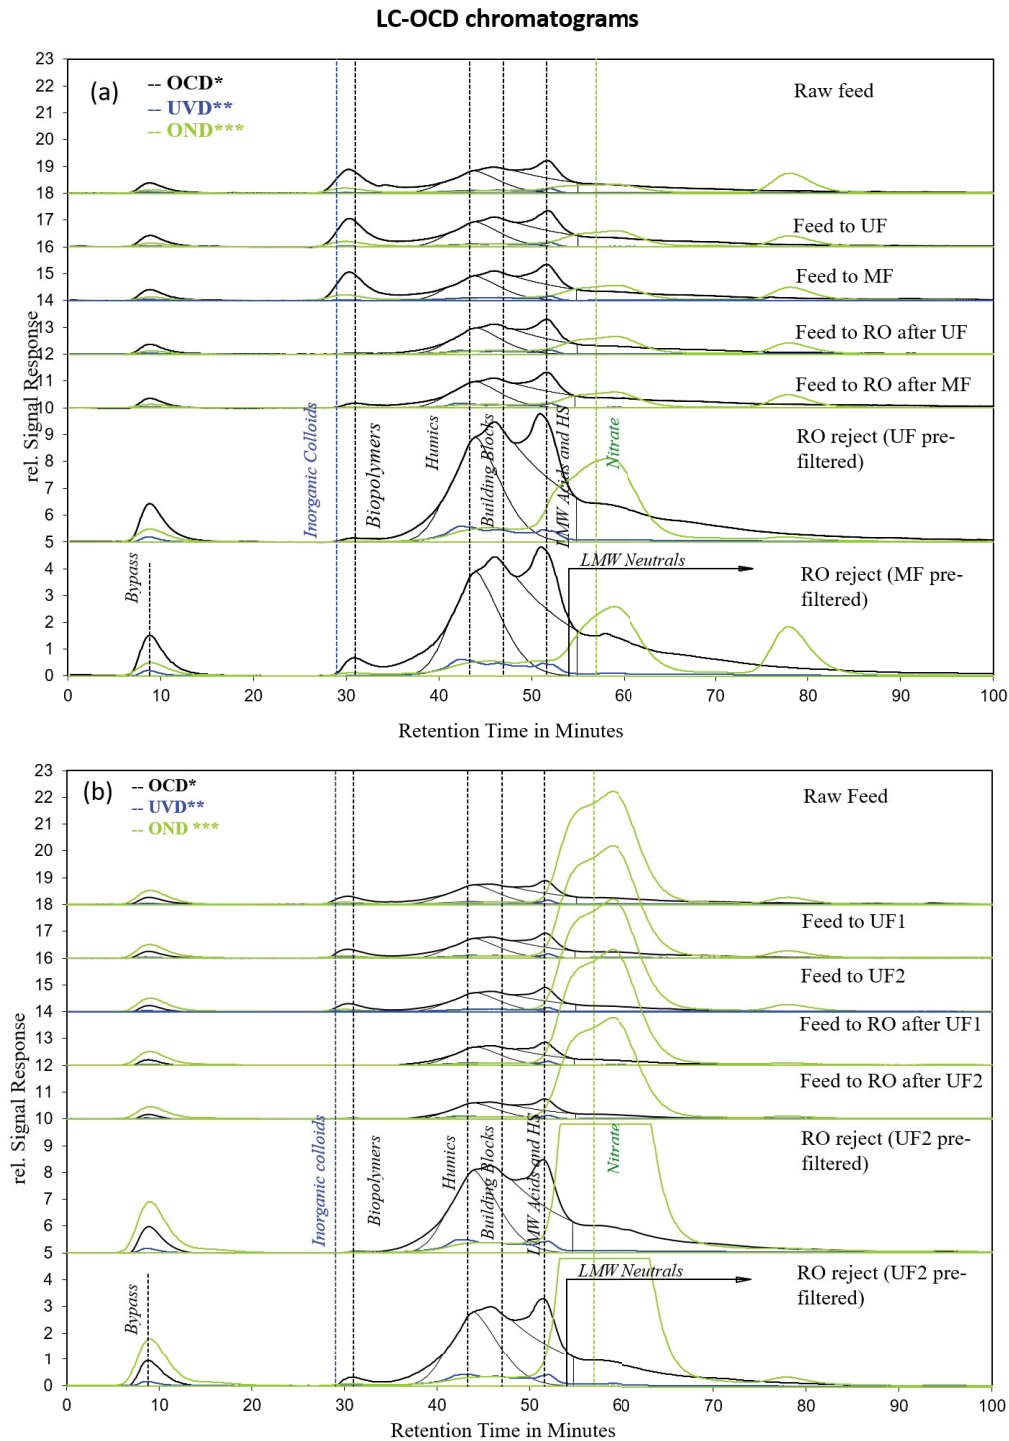 LC-OCD chromatograms
(a)
-- OCD*
-- UVD**
-- OND***
rel. Signal Response
23
22
21
20
19
18
17
16
15
14
13
12
11
10
9
8
7
6
5
4
3
2
1
0
Raw feed
Feed to UF
Feed to MF
Feed to RO after UF
Feed to RO after MF
RO reject (UF pre-
filtered)
RO reject (MF pre-
filtered)
Bypass
Inorganic Colloids
Biopolymers
Humics
Building Blocks
LMW Acids and HS
Nitrate
LMW Neutrals
0 10 20 30 40 50 60 70 80 90 100
Retention Time in Minutes
(b)
-- OCD*
-- UVD**
-- OND ***
rel. Signal Response
23
22
21
20
19
18
17
16
15
14
13
12
11
10
9
8
7
6
5
4
3
2
1
0
Raw Feed
Feed to UF1
Feed to UF2
Feed to RO after UF1
Feed to RO after UF2
RO reject (UF2 pre-
filtered)
RO reject (UF2 pre-
filtered)
Bypass
Inorganic colloids
Biopolymers
Humics
Building Blocks
LMW Acids and HS
Nitrate
LMW Neutrals
0 10 20 30 40 50 60 70 80 90 100
Retention Time in Minutes